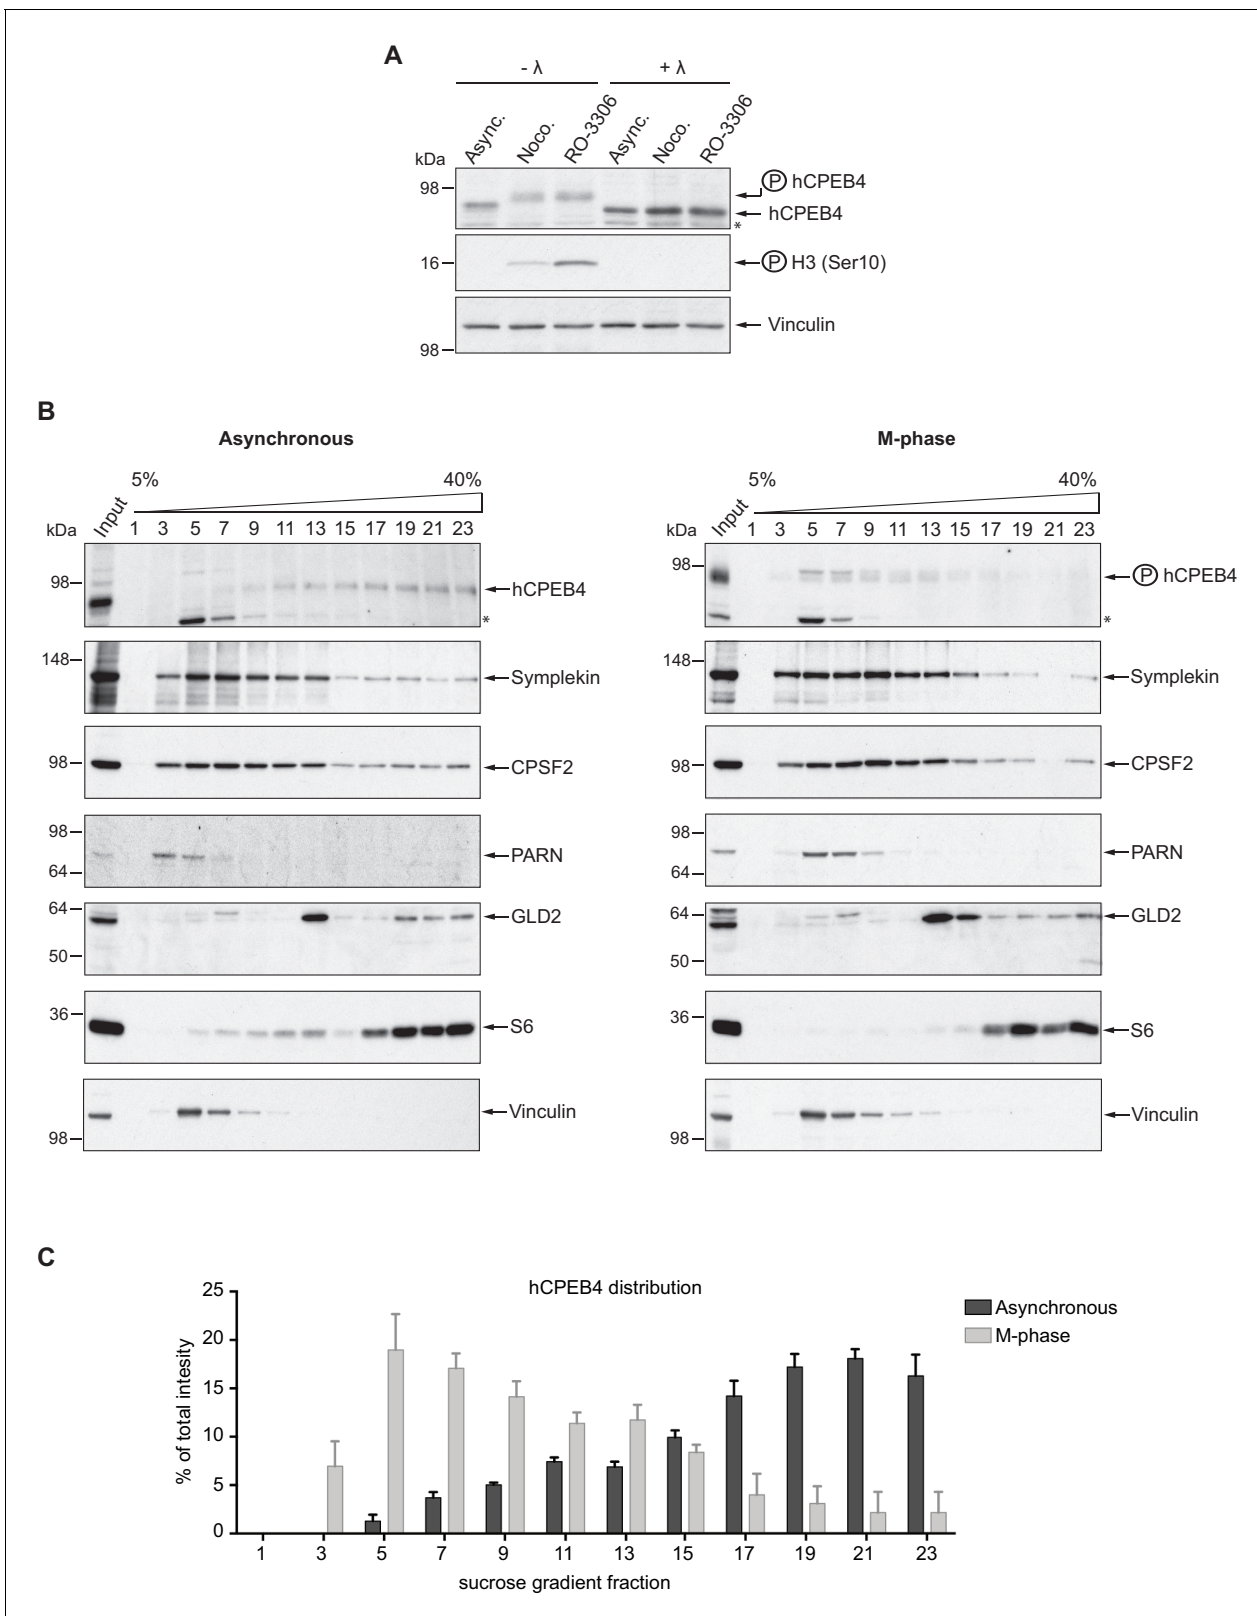 A
- λ
+ λ
Async.
Noco.
RO-3306
Async.
Noco.
RO-3306
kDa
98
P hCPEB4
hCPEB4
*
16
P H3 (Ser10)
Vinculin
98
B
Asynchronous
5%
40%
kDa
Input
1 3 5 7 9 11 13 15 17 19 21 23
98
hCPEB4
*
148
Symplekin
98
CPSF2
98
PARN
64
64
GLD2
50
36
S6
Vinculin
98
M-phase
5%
40%
kDa
Input
1 3 5 7 9 11 13 15 17 19 21 23
98
P hCPEB4
*
148
Symplekin
98
CPSF2
98
PARN
64
64
GLD2
50
36
S6
Vinculin
98
C
hCPEB4 distribution
Asynchronous
M-phase
% of total intesity
25
20
15
10
5
0
1 3 5 7 9 11 13 15 17 19 21 23
sucrose gradient fraction